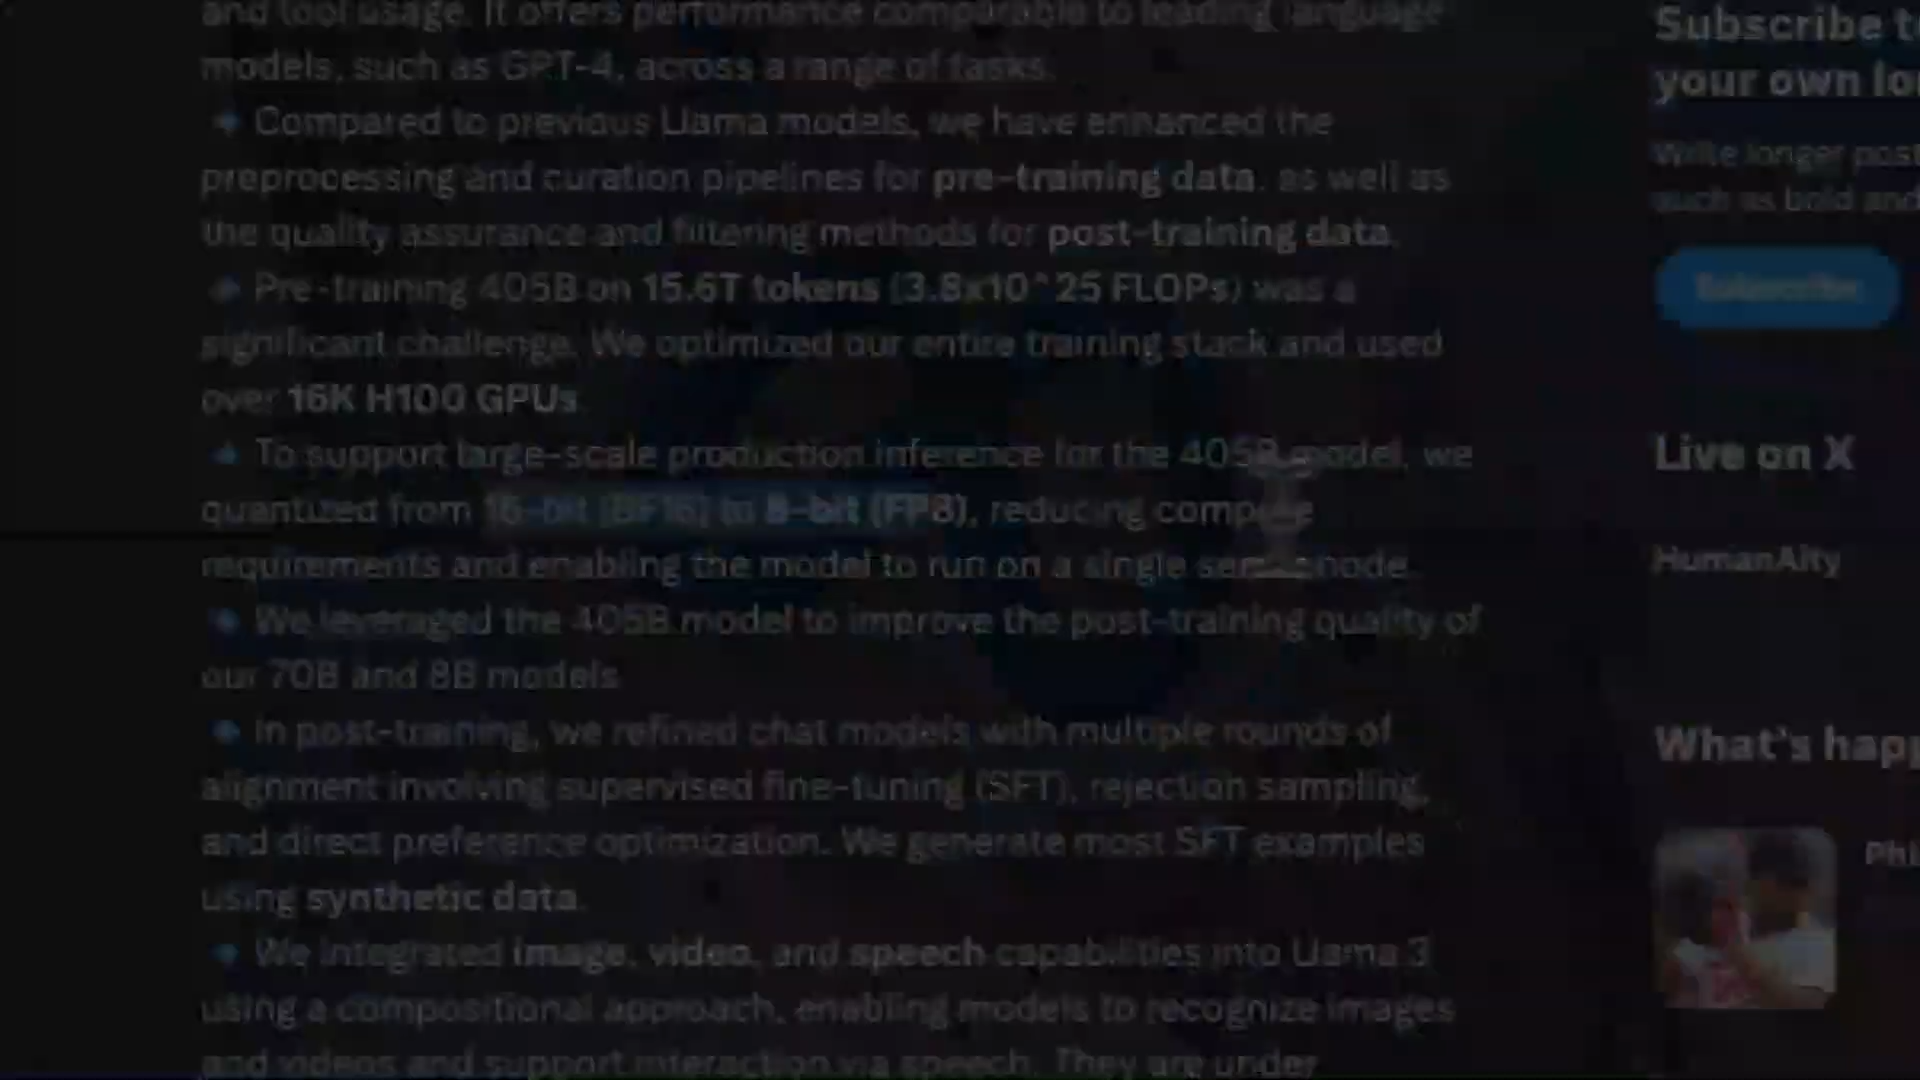 and tool usage. It offers performance comparable to leading language
models, such as GPT-4, across a range of tasks.
Compared to previous Llama models, we have enhanced the
preprocessing and curation pipelines for pre-training data, as well as
the quality assurance and filtering methods for post-training data.
Pre-training 405B on 15.6T tokens (3.8x10^25 FLOPs) was a
significant challenge. We optimized our entire training stack and used
over 16K H100 GPUs.
To support large-scale production inference for the 405B model, we
quantized from 16-bit (BF16) to 8-bit (FP8), reducing compute
requirements and enabling the model to run on a single server node.
We leveraged the 405B model to improve the post-training quality of
our 70B and 8B models.
In post-training, we refined chat models with multiple rounds of
alignment involving supervised fine-tuning (SFT), rejection sampling,
and direct preference optimization. We generate most SFT examples
using synthetic data.
We integrated image, video, and speech capabilities into Llama 3
using a compositional approach, enabling models to recognize images
and videos and support interaction via speech. They are under
Subscribe t
your own lo
Write longer post
such as bold and
Subscribe
Live on X
HumanAIty
What's happ
Phi